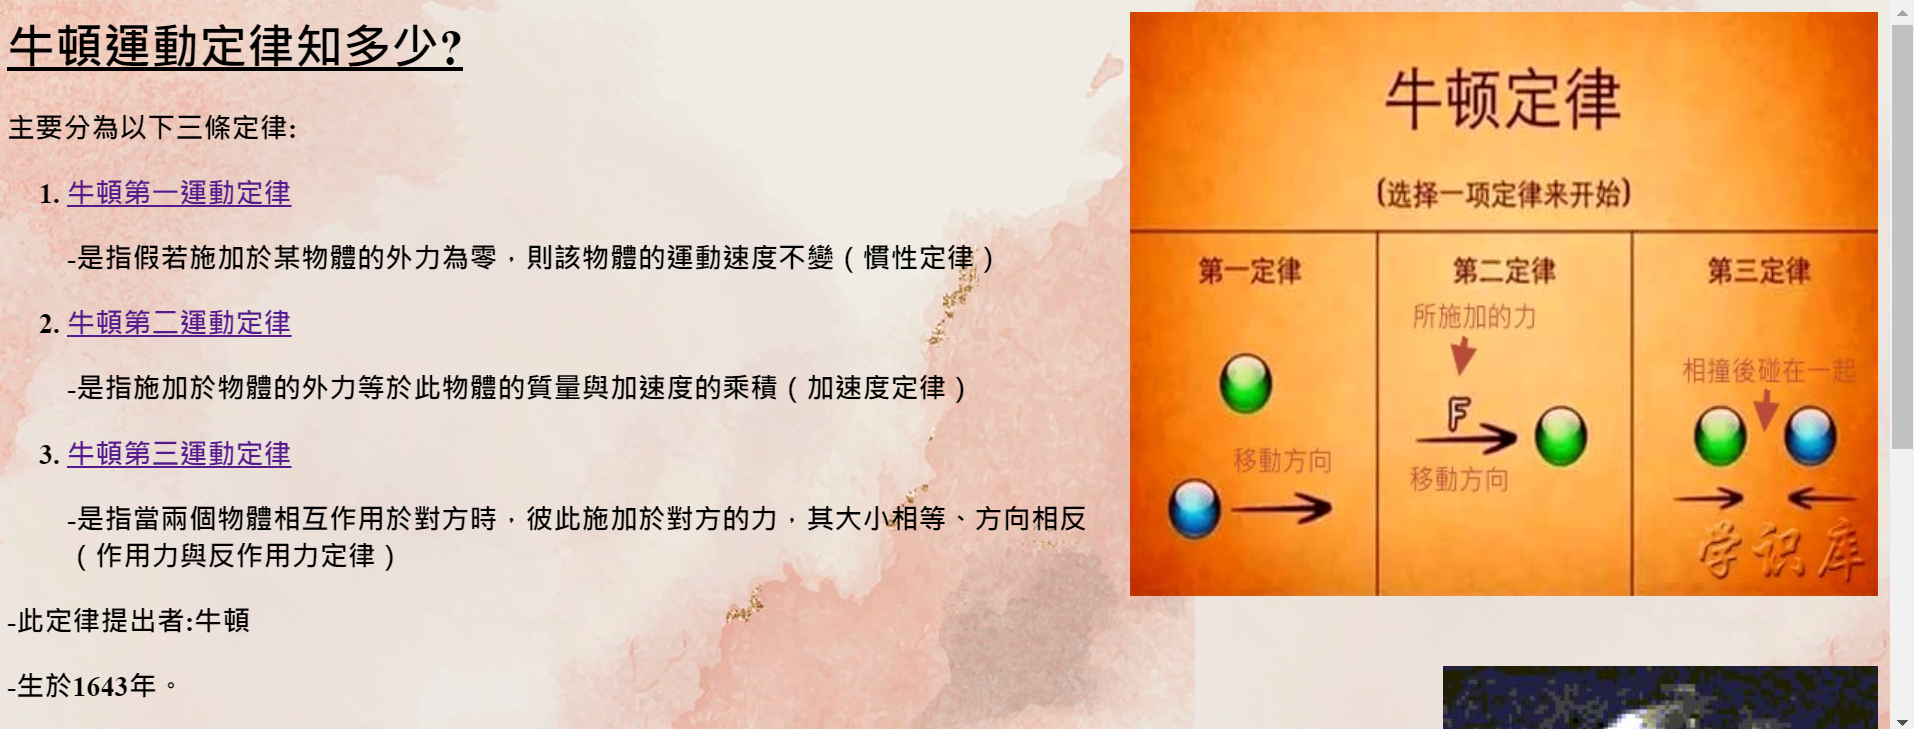 牛頓運動定律知多少?
主要分為以下三條定律:
1. 牛頓第一運動定律
-是指假若施加於某物體的外力為零，則該物體的運動速度不變（慣性定律）
2. 牛頓第二運動定律
-是指施加於物體的外力等於此物體的質量與加速度的乘積（加速度定律）
3. 牛頓第三運動定律
-是指當兩個物體相互作用於對方時，彼此施加於對方的力，其大小相等、方向相反
（作用力與反作用力定律）
-此定律提出者:牛頓
-生於1643年。
牛顿定律
(选择一项定律来开始)
第一定律
移動方向
第二定律
所施加的力
F
移動方向
第三定律
相撞後碰在一起
学识库